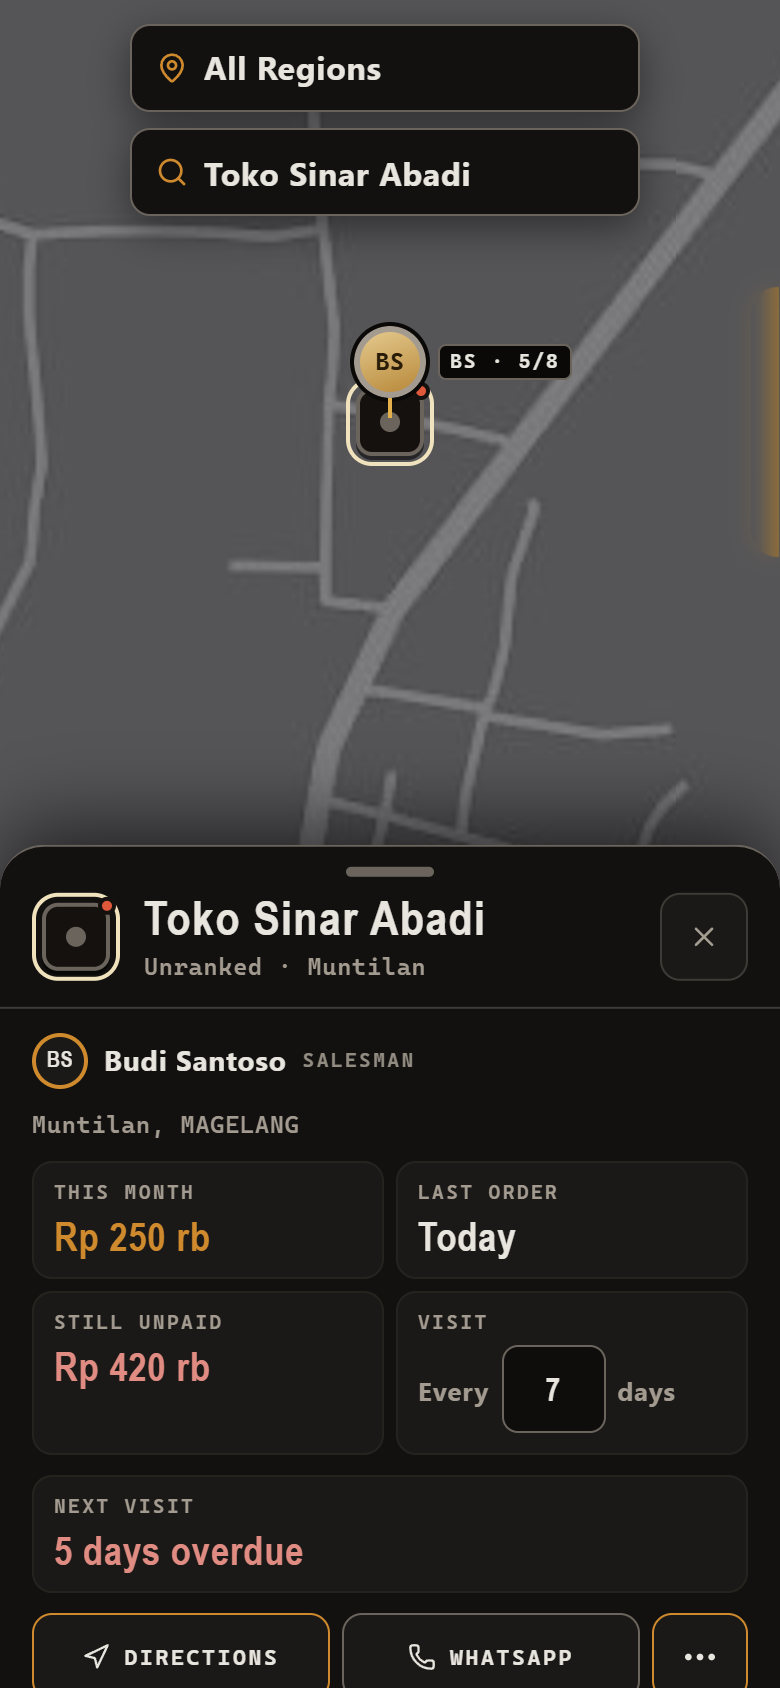 All Regions
Toko Sinar Abadi
BS
BS · 5/8
Toko Sinar Abadi
Unranked · Muntilan
BS Budi Santoso SALESMAN
Muntilan, MAGELANG
THIS MONTH
Rp 250 rb
LAST ORDER
Today
STILL UNPAID
Rp 420 rb
VISIT
Every 7 days
NEXT VISIT
5 days overdue
DIRECTIONS
WHATSAPP